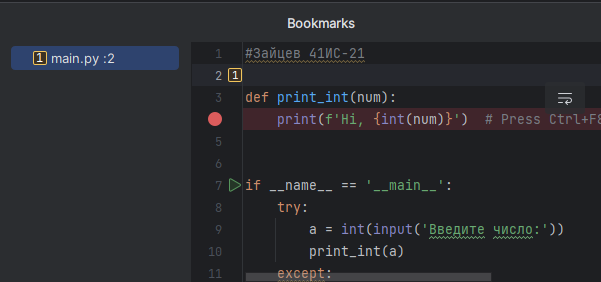 Bookmarks
1 main.py :2
1 #Зайцев 41ИС-21
2 1
3 def print_int(num):
print(f'Hi, {int(num)}') # Press Ctrl+F8
5
6
7 if __name__ == '__main__':
8 try:
9 a = int(input('Введите число:'))
10 print_int(a)
11 except: